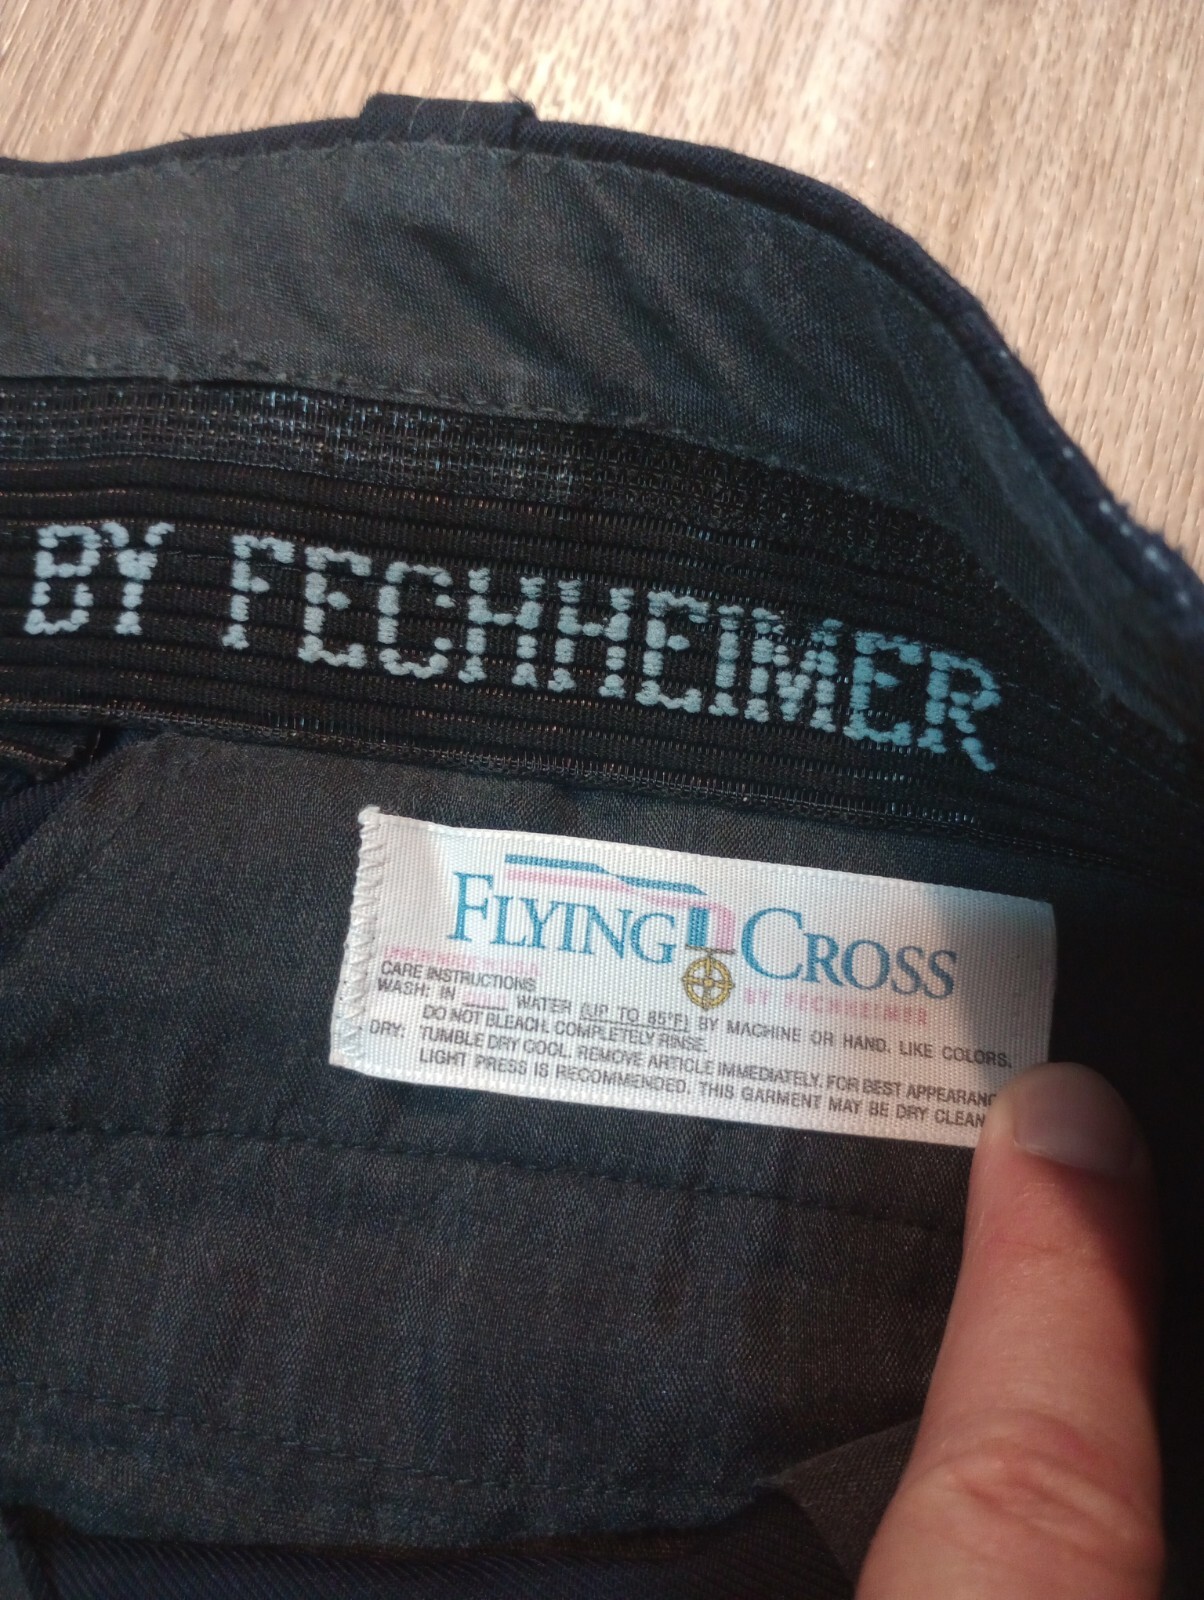 BY FECHHEIMER
FLYING CROSS
BY FECHHEIMER
CARE INSTRUCTIONS
WASH: IN WATER (UP TO 85°F) BY MACHINE OR HAND. LIKE COLORS.
DO NOT BLEACH. COMPLETELY RINSE.
DRY: TUMBLE DRY COOL. REMOVE ARTICLE IMMEDIATELY. FOR BEST APPEARANC
LIGHT PRESS IS RECOMMENDED. THIS GARMENT MAY BE DRY CLEAN